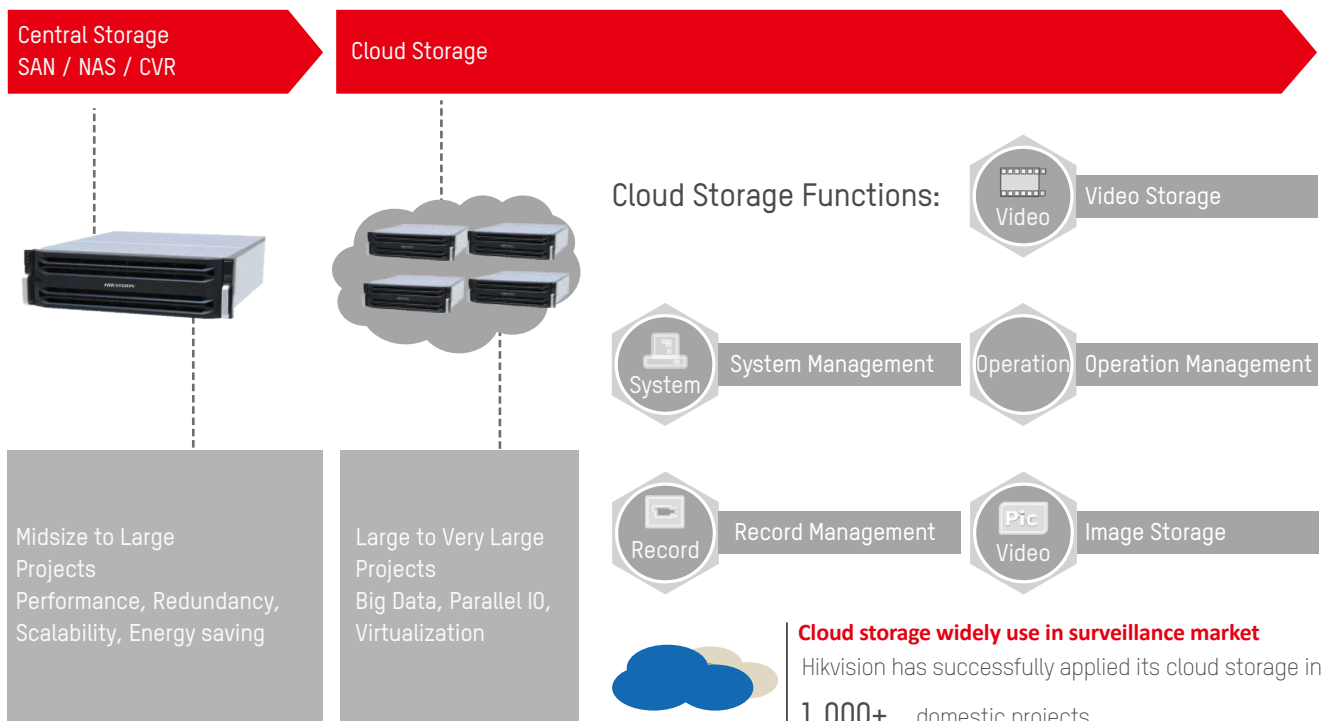 Central Storage
SAN / NAS / CVR
Cloud Storage
HIKVISION
Cloud Storage Functions:
Video
Video Storage
System
System Management
Operation
Operation Management
Record
Record Management
Pic
Video
Image Storage
Midsize to Large
Projects
Performance, Redundancy,
Scalability, Energy saving
Large to Very Large
Projects
Big Data, Parallel IO,
Virtualization
Cloud storage widely use in surveillance market
Hikvision has successfully applied its cloud storage in
1,000+ domestic projects